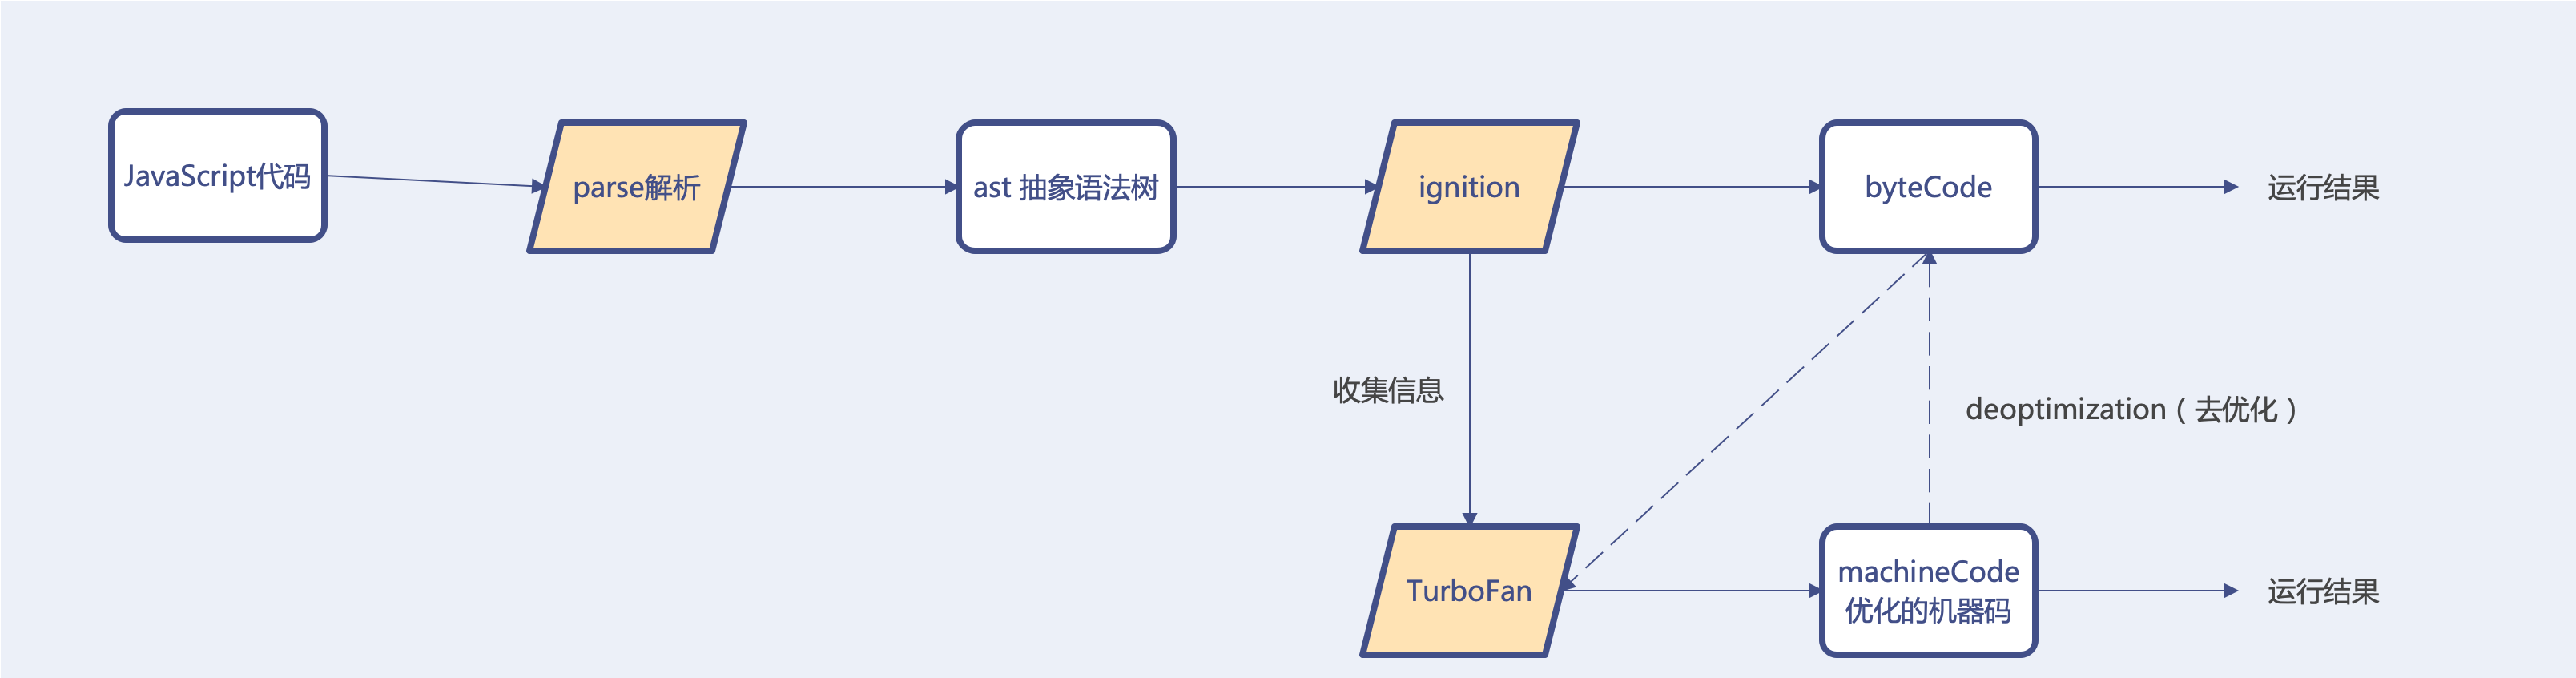 JavaScript代码
parse解析
ast 抽象语法树
ignition
byteCode
运行结果
收集信息
deoptimization（去优化）
TurboFan
machineCode
优化的机器码
运行结果